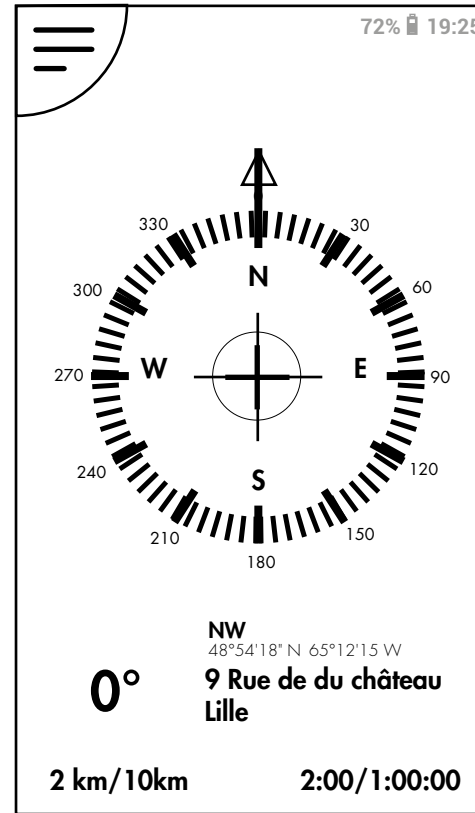 72% 19:25
330 30
300 N 60
270 W E 90
240 S 120
210 150
180
NW
48°54'18" N 65°12'15 W
0° 9 Rue de du château
Lille
2 km/10km 2:00/1:00:00